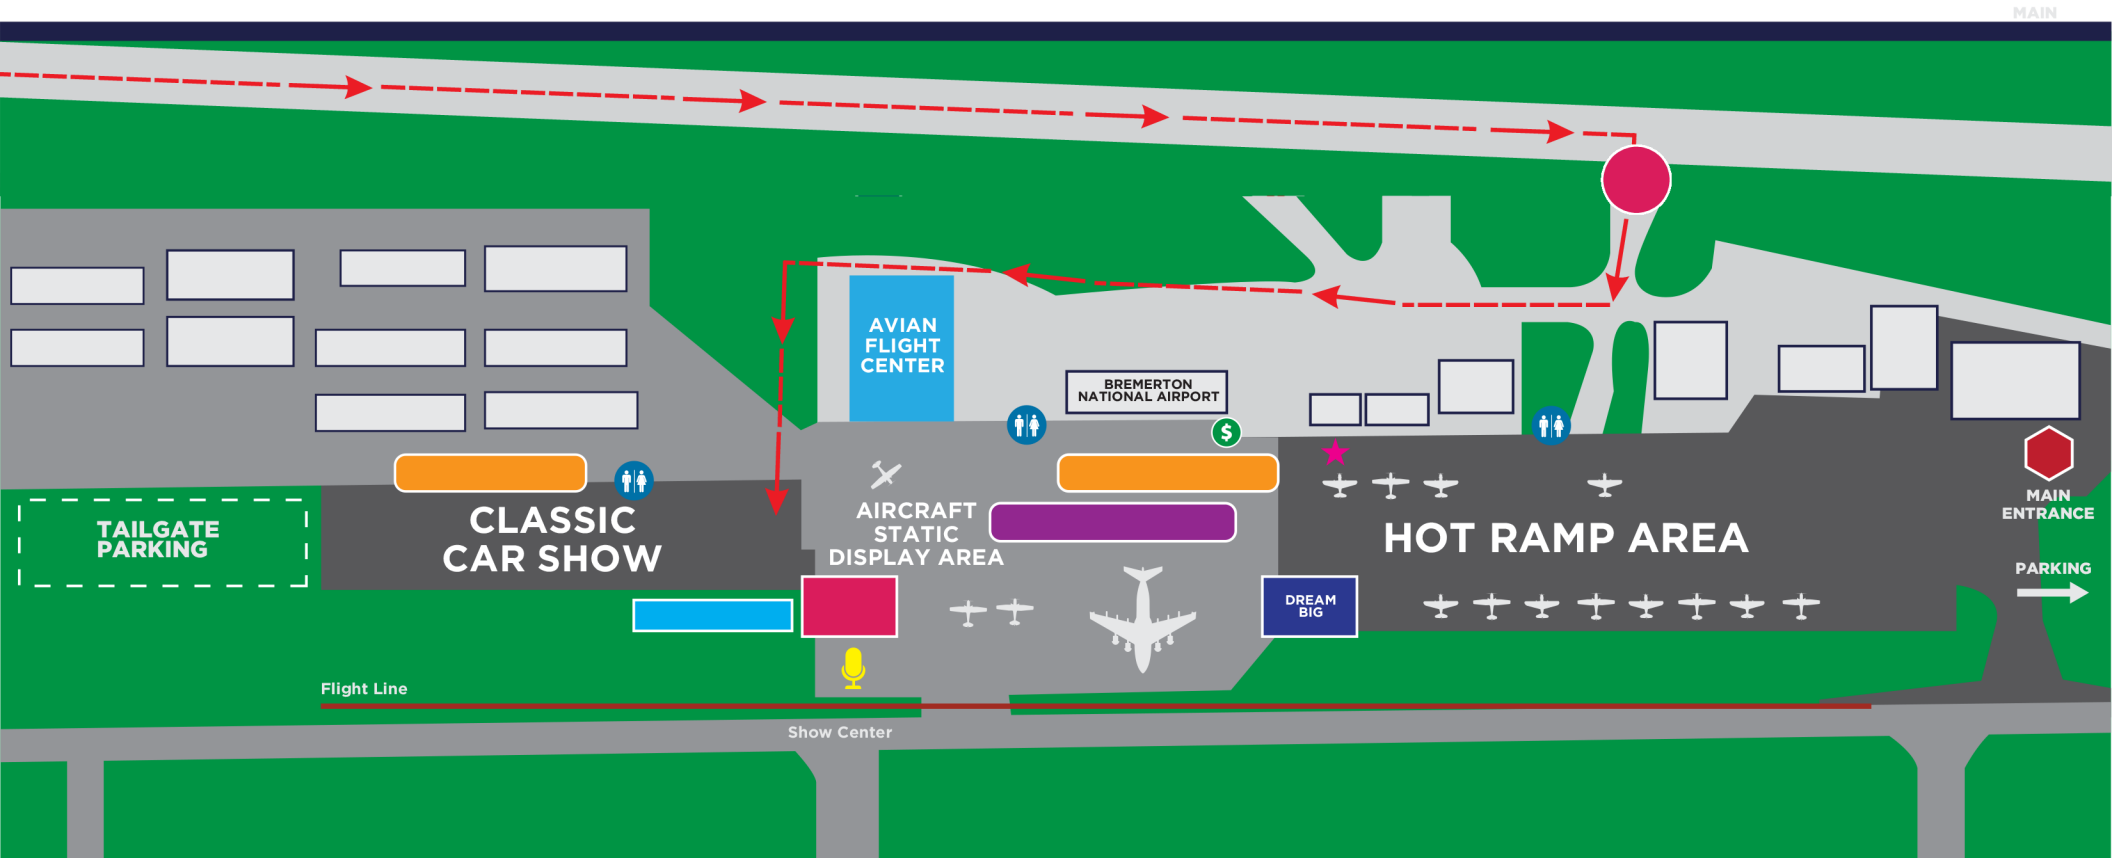 MAIN
AVIAN
FLIGHT
CENTER
BREMERTON
NATIONAL AIRPORT
$
TAILGATE
PARKING
CLASSIC
CAR SHOW
AIRCRAFT
STATIC
DISPLAY AREA
HOT RAMP AREA
MAIN
ENTRANCE
PARKING
DREAM
BIG
Flight Line
Show Center